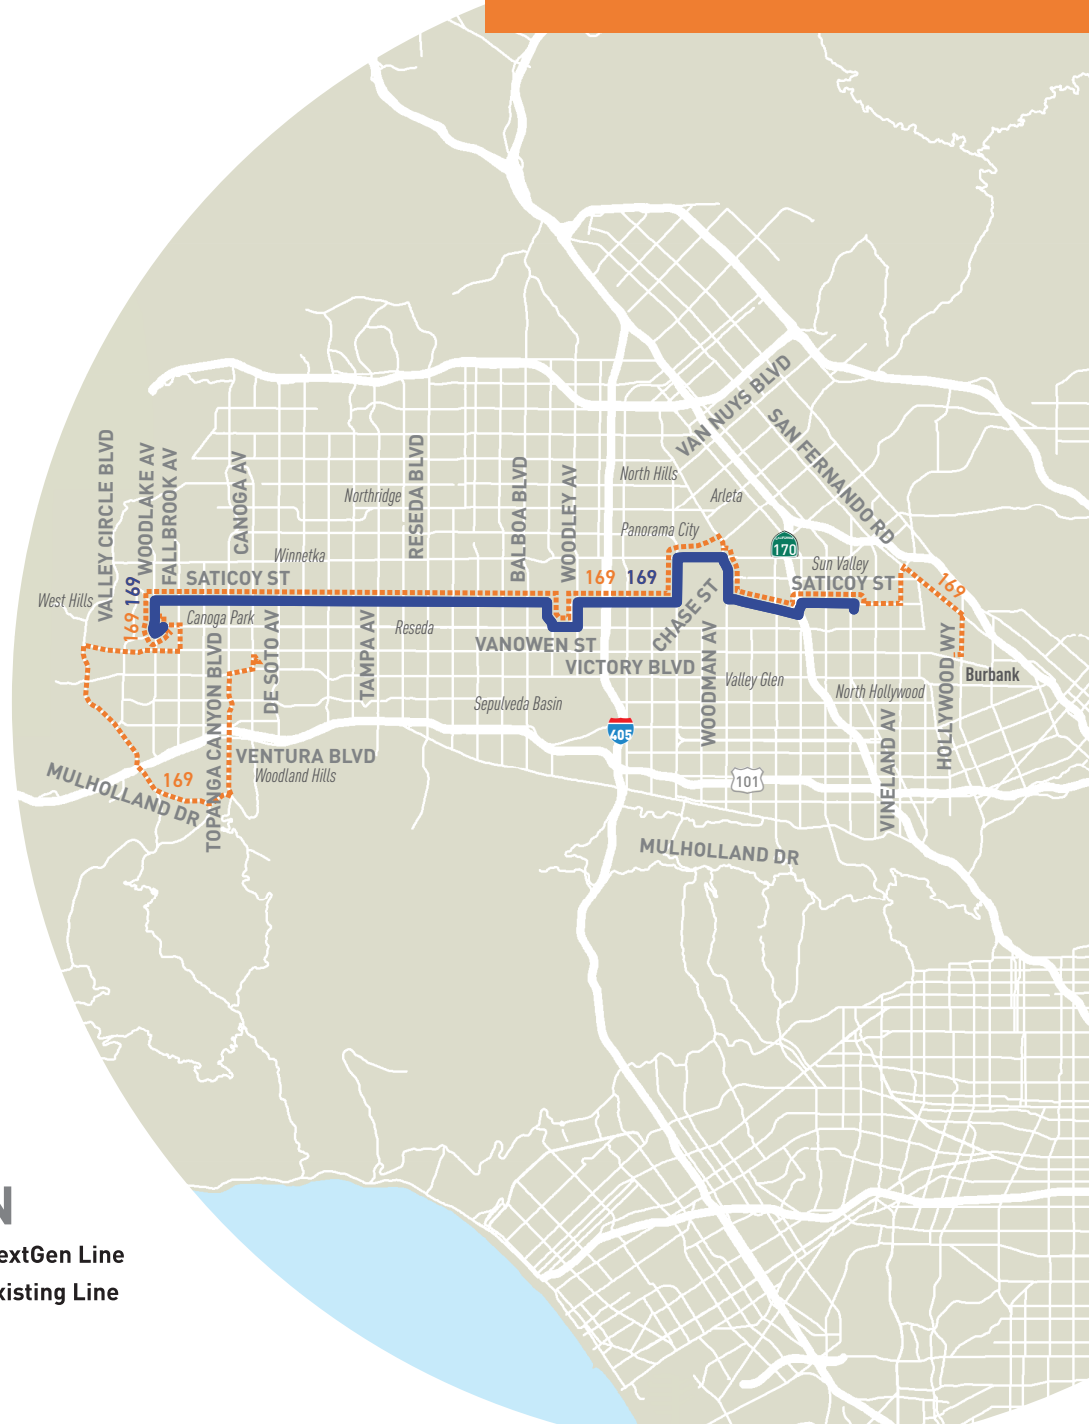 VAN NUYS BLVD
SAN FERNANDO RD
VALLEY CIRCLE BLVD
WOODLAKE AV
FALLBROOK AV
CANOGA AV
RESEDA BLVD
BALBOA BLVD
WOODLEY AV
North Hills
Northridge
Arleta
Panorama City
170
Winnetka
Sun Valley
SATICOY ST
SATICOY ST
169
169
169
169
169
West Hills
Canoga Park
Reseda
CHASE ST
VANOWEN ST
VICTORY BLVD
TAMPA AV
DE SOTO AV
TOPANGA CANYON BLVD
WOODMAN AV
Valley Glen
North Hollywood
HOLLYWOOD WY
Burbank
Sepulveda Basin
405
VINELAND AV
VENTURA BLVD
Woodland Hills
169
101
MULHOLLAND DR
MULHOLLAND DR
N
extGen Line
xisting Line